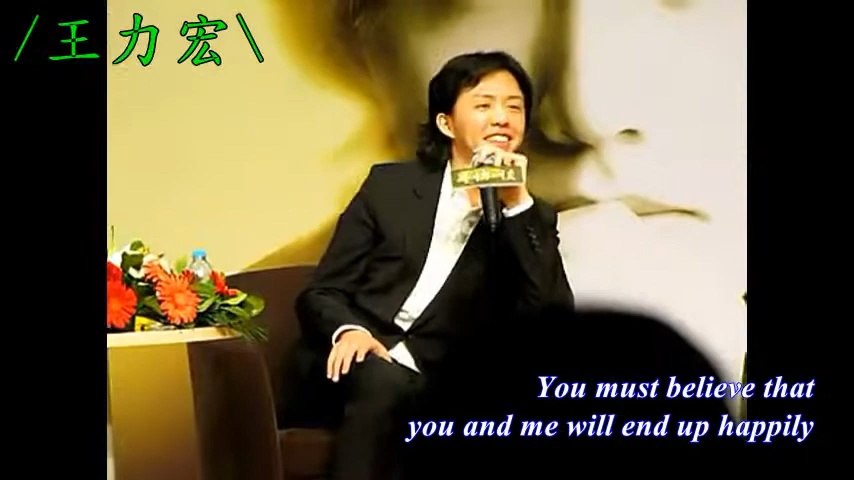 /王力宏\
You must believe that
you and me will end up happily